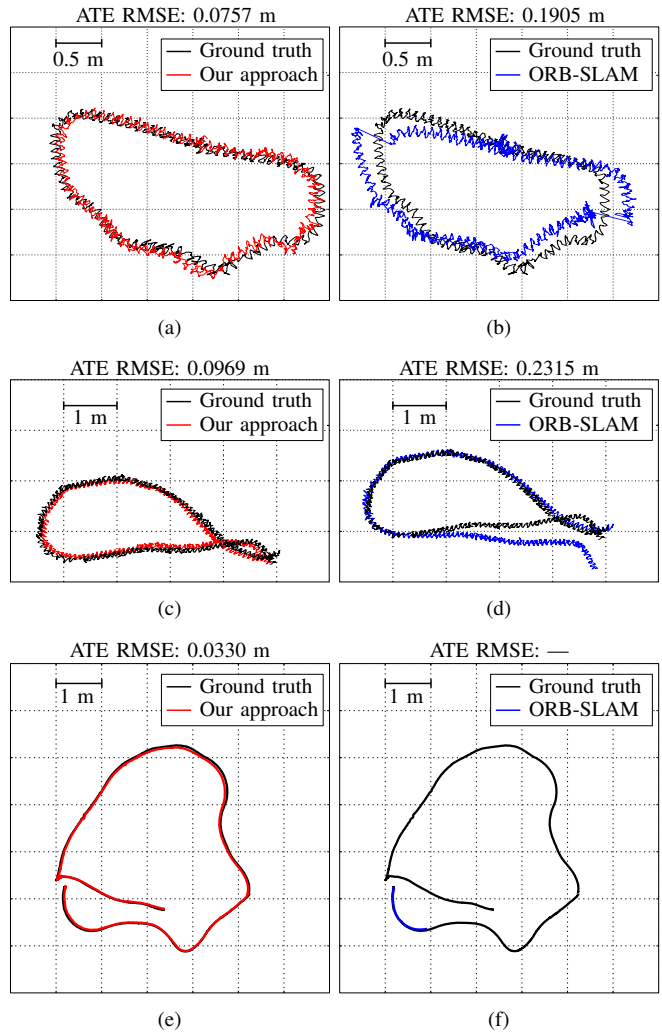 ATE RMSE: 0.0757 m
0.5 m
Ground truth
Our approach
(a)
ATE RMSE: 0.1905 m
0.5 m
Ground truth
ORB-SLAM
(b)
ATE RMSE: 0.0969 m
1 m
Ground truth
Our approach
(c)
ATE RMSE: 0.2315 m
1 m
Ground truth
ORB-SLAM
(d)
ATE RMSE: 0.0330 m
1 m
Ground truth
Our approach
(e)
ATE RMSE: —
1 m
Ground truth
ORB-SLAM
(f)